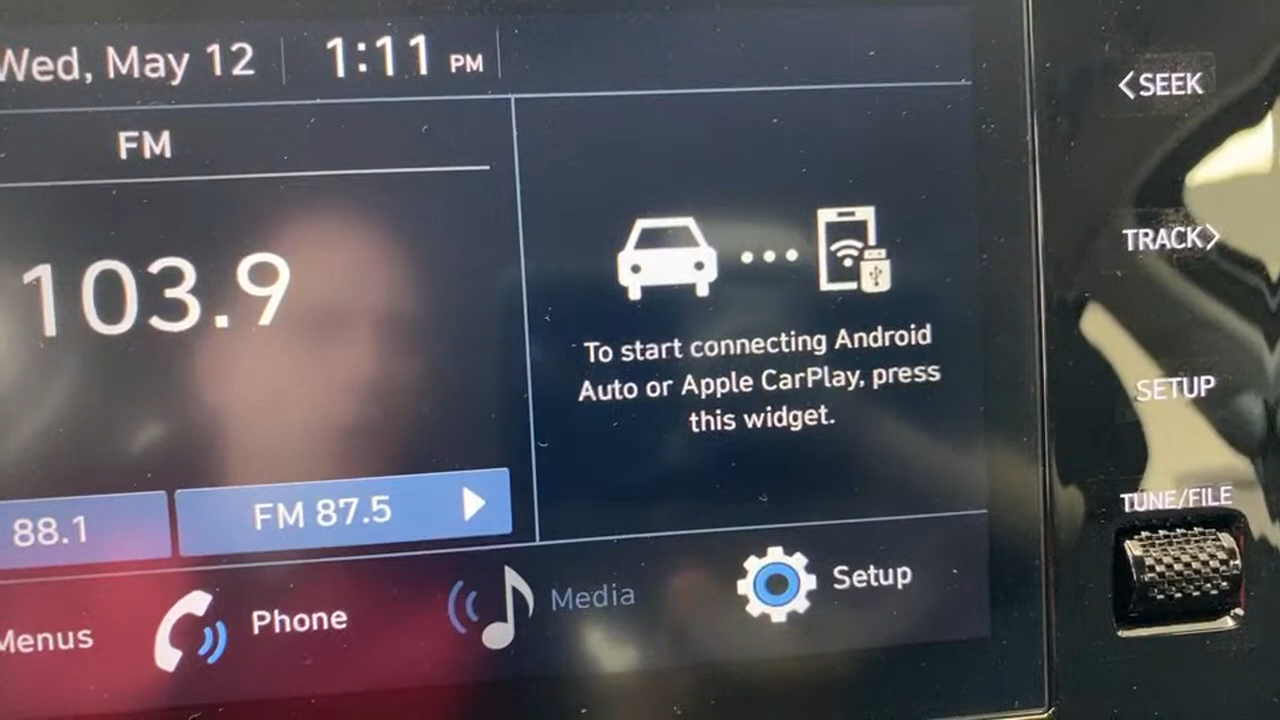 Wed, May 12 1:11 PM
FM
103.9
88.1 FM 87.5
To start connecting Android
Auto or Apple CarPlay, press
this widget.
Menus Phone Media Setup
SEEK
TRACK
SETUP
TUNE/FILE